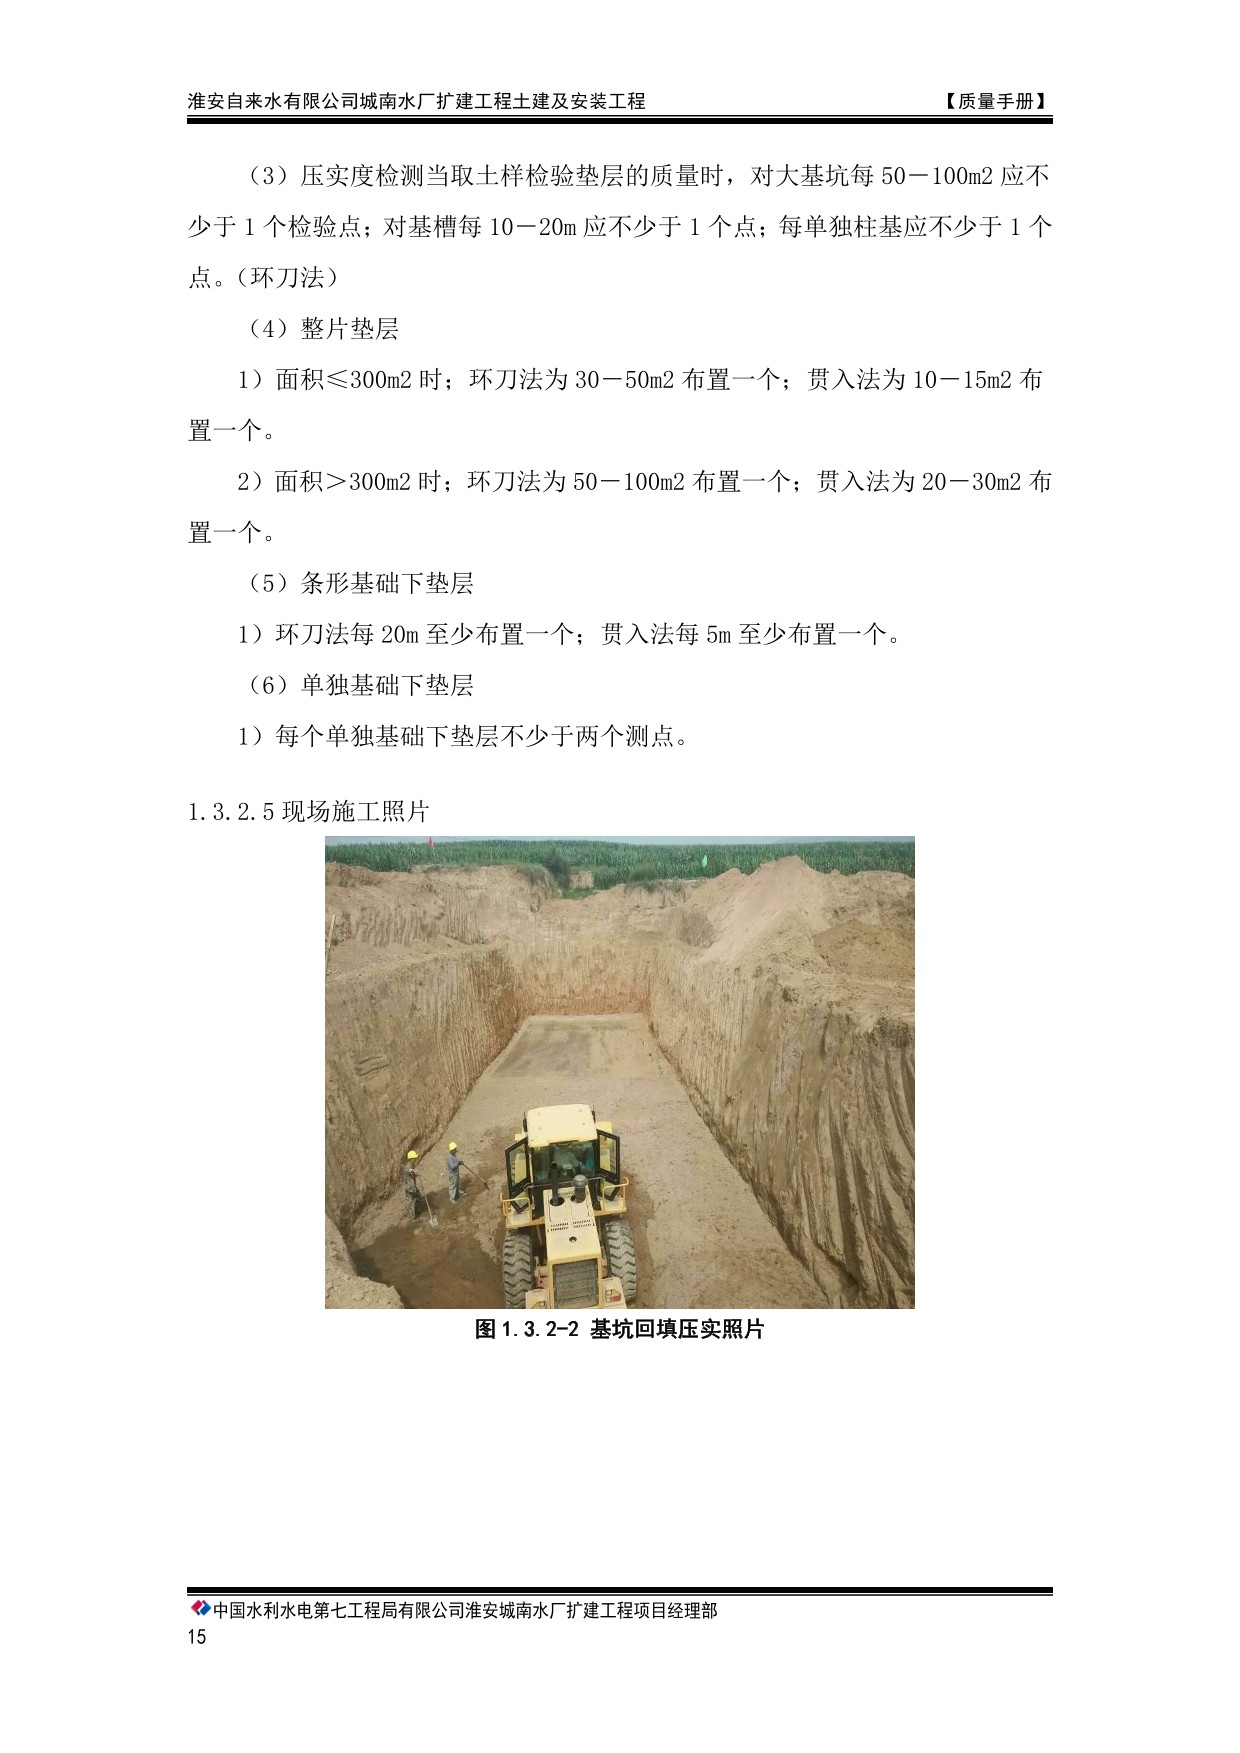 淮安自来水有限公司城南水厂扩建工程土建及安装工程 【质量手册】
（3）压实度检测当取土样检验垫层的质量时，对大基坑每 50－100m2 应不
少于 1 个检验点；对基槽每 10－20m 应不少于 1 个点；每单独柱基应不少于 1 个
点。（环刀法）
（4）整片垫层
1）面积≤300m2 时；环刀法为 30－50m2 布置一个；贯入法为 10－15m2 布
置一个。
2）面积＞300m2 时；环刀法为 50－100m2 布置一个；贯入法为 20－30m2 布
置一个。
（5）条形基础下垫层
1）环刀法每 20m 至少布置一个；贯入法每 5m 至少布置一个。
（6）单独基础下垫层
1）每个单独基础下垫层不少于两个测点。
1.3.2.5 现场施工照片
图 1.3.2-2 基坑回填压实照片
中国水利水电第七工程局有限公司淮安城南水厂扩建工程项目经理部
15